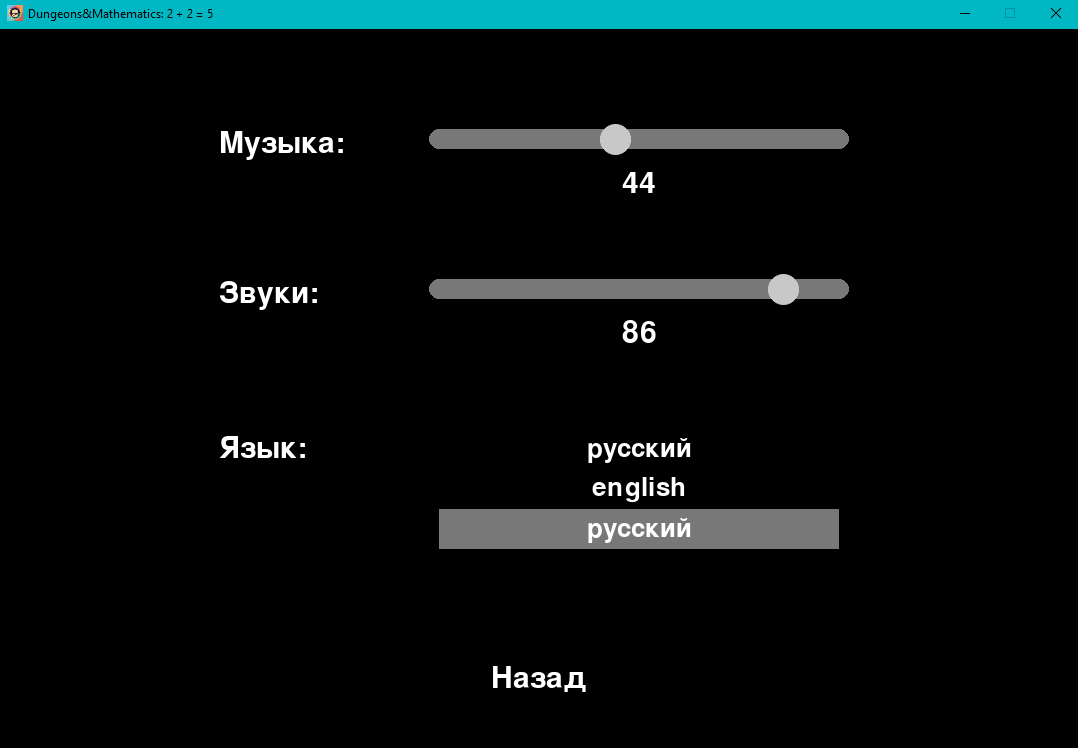 Dungeons&Mathematics: 2 + 2 = 5
Музыка:
44
Звуки:
86
Язык:
русский
english
русский
Назад